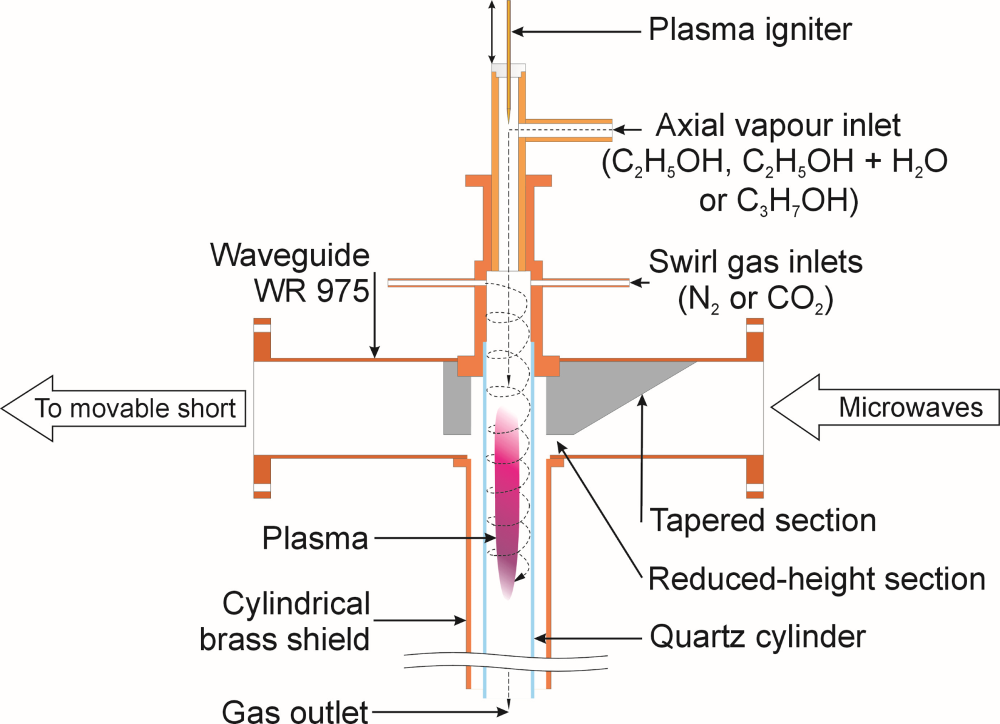 Plasma igniter
Axial vapour inlet
(C₂H₅OH, C₂H₅OH + H₂O
or C₃H₇OH)
Waveguide
WR 975
Swirl gas inlets
(N₂ or CO₂)
To movable short
Microwaves
Tapered section
Plasma
Reduced-height section
Cylindrical
brass shield
Quartz cylinder
Gas outlet